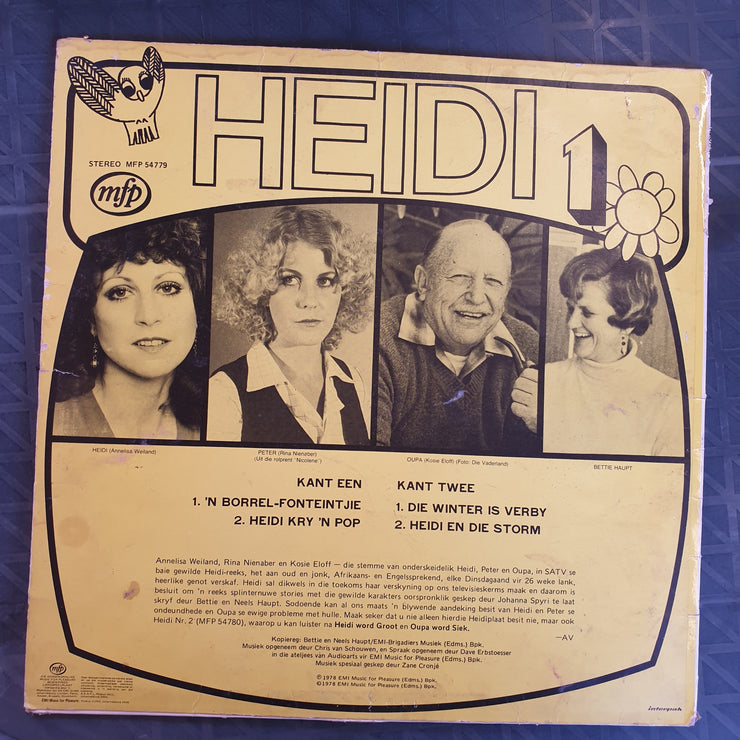 HEIDI 1
STEREO MFP 54779
mfp
HEIDI (Annelisa Weiland)
PETER (Rina Nienaber)
(Uit die rolprent 'Nicolene')
OUPA (Kosie Eloff) (Foto: Die Vaderland)
BETTIE HAUPT
KANT EEN
1. 'N BORREL-FONTEINTJIE
2. HEIDI KRY 'N POP
KANT TWEE
1. DIE WINTER IS VERBY
2. HEIDI EN DIE STORM
Annelisa Weiland, Rina Nienaber en Kosie Eloff — die stemme van onderskeidelik Heidi, Peter en Oupa, in SATV se
baie gewilde Heidi-reeks, het aan oud en jonk, Afrikaans- en Engelssprekend, elke Dinsdagaand vir 26 weke lank,
heerlike genot verskaf. Heidi sal dikwels in die toekoms haar verskyning op ons televisieskerm maak en daarom is
besluit om 'n reeks splinternuwe stories met die gewilde karakters oorspronklik geskep deur Johanna Spyri te laat
skryf deur Bettie en Neels Haupt. Sodoende kan al ons maats 'n blywende aandeking besit van Heidi en Peter se
ondeundhede en Oupa se ewige probleme met hulle. Maak seker dat u nie alleen hierdie Heidiplaat besit nie, maar ook
Heidi Nr. 2 (MFP 54780), waarop u kan luister na Heidi word Groot en Oupa word Siek.
—AV
Kopiereg: Bettie en Neels Haupt/EMI-Brigadiers Musiek (Edms.) Bpk.
Musiek opgeneem deur Chris van Schouwen, en Spraak opgeneem deur Dave Erbstoesser
in die ateljees van Audioarts vir EMI Music for Pleasure (Edms.) Bpk.
Musiek spesiaal geskep deur Zane Cronjé
℗1978 EMI Music for Pleasure (Edms.) Bpk.
©1978 EMI Music for Pleasure (Edms.) Bpk.
mfp
EMI Music for Pleasure